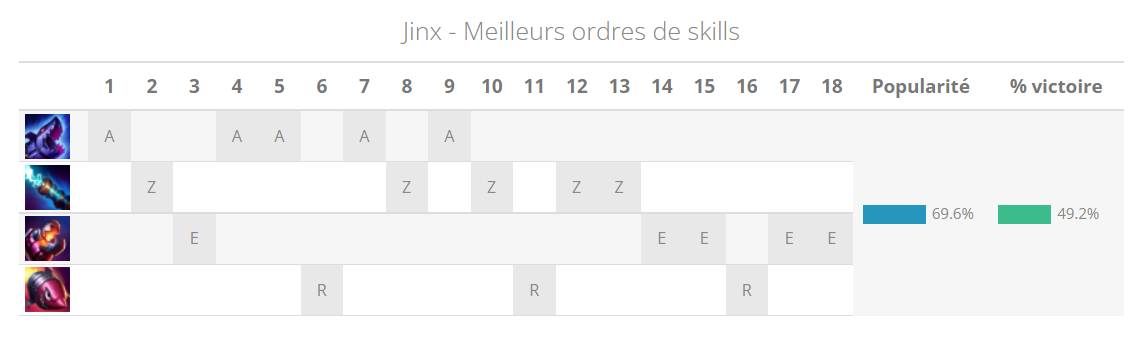 Jinx - Meilleurs ordres de skills
1 2 3 4 5 6 7 8 9 10 11 12 13 14 15 16 17 18 Popularité % victoire
A A A A A
Z Z Z Z Z
69.6% 49.2%
E E E E E
R R R